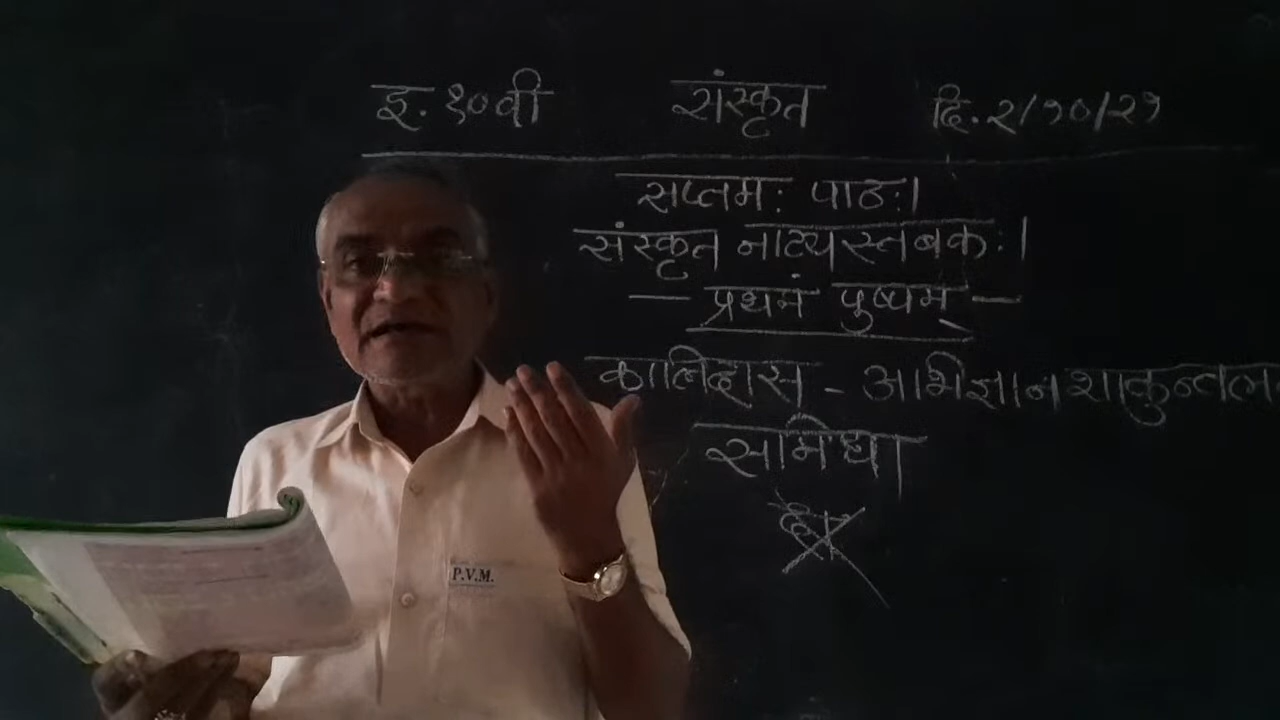 इ. १०वी संस्कृत दि. २/१०/२१
सप्तमः पाठः।
संस्कृत नाट्यस्तबकः।
— प्रथमं पुष्पम् —
कालिदास - अभिज्ञानशाकुन्तल
समिधा
P.V.M.